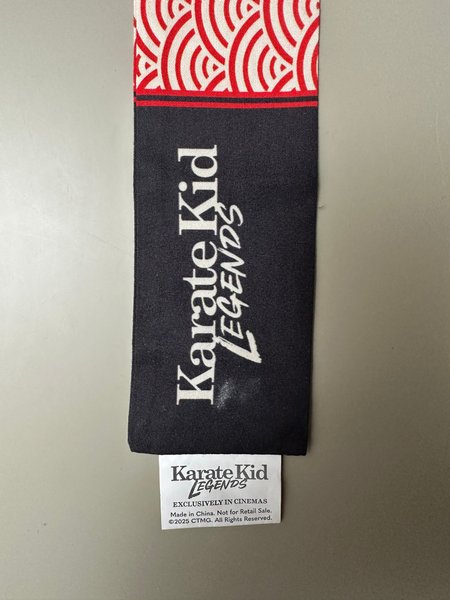 Karate Kid
LEGENDS
Karate Kid
LEGENDS
EXCLUSIVELY IN CINEMAS
Made in China. Not for Retail Sale.
©2025 CTMG. All Rights Reserved.